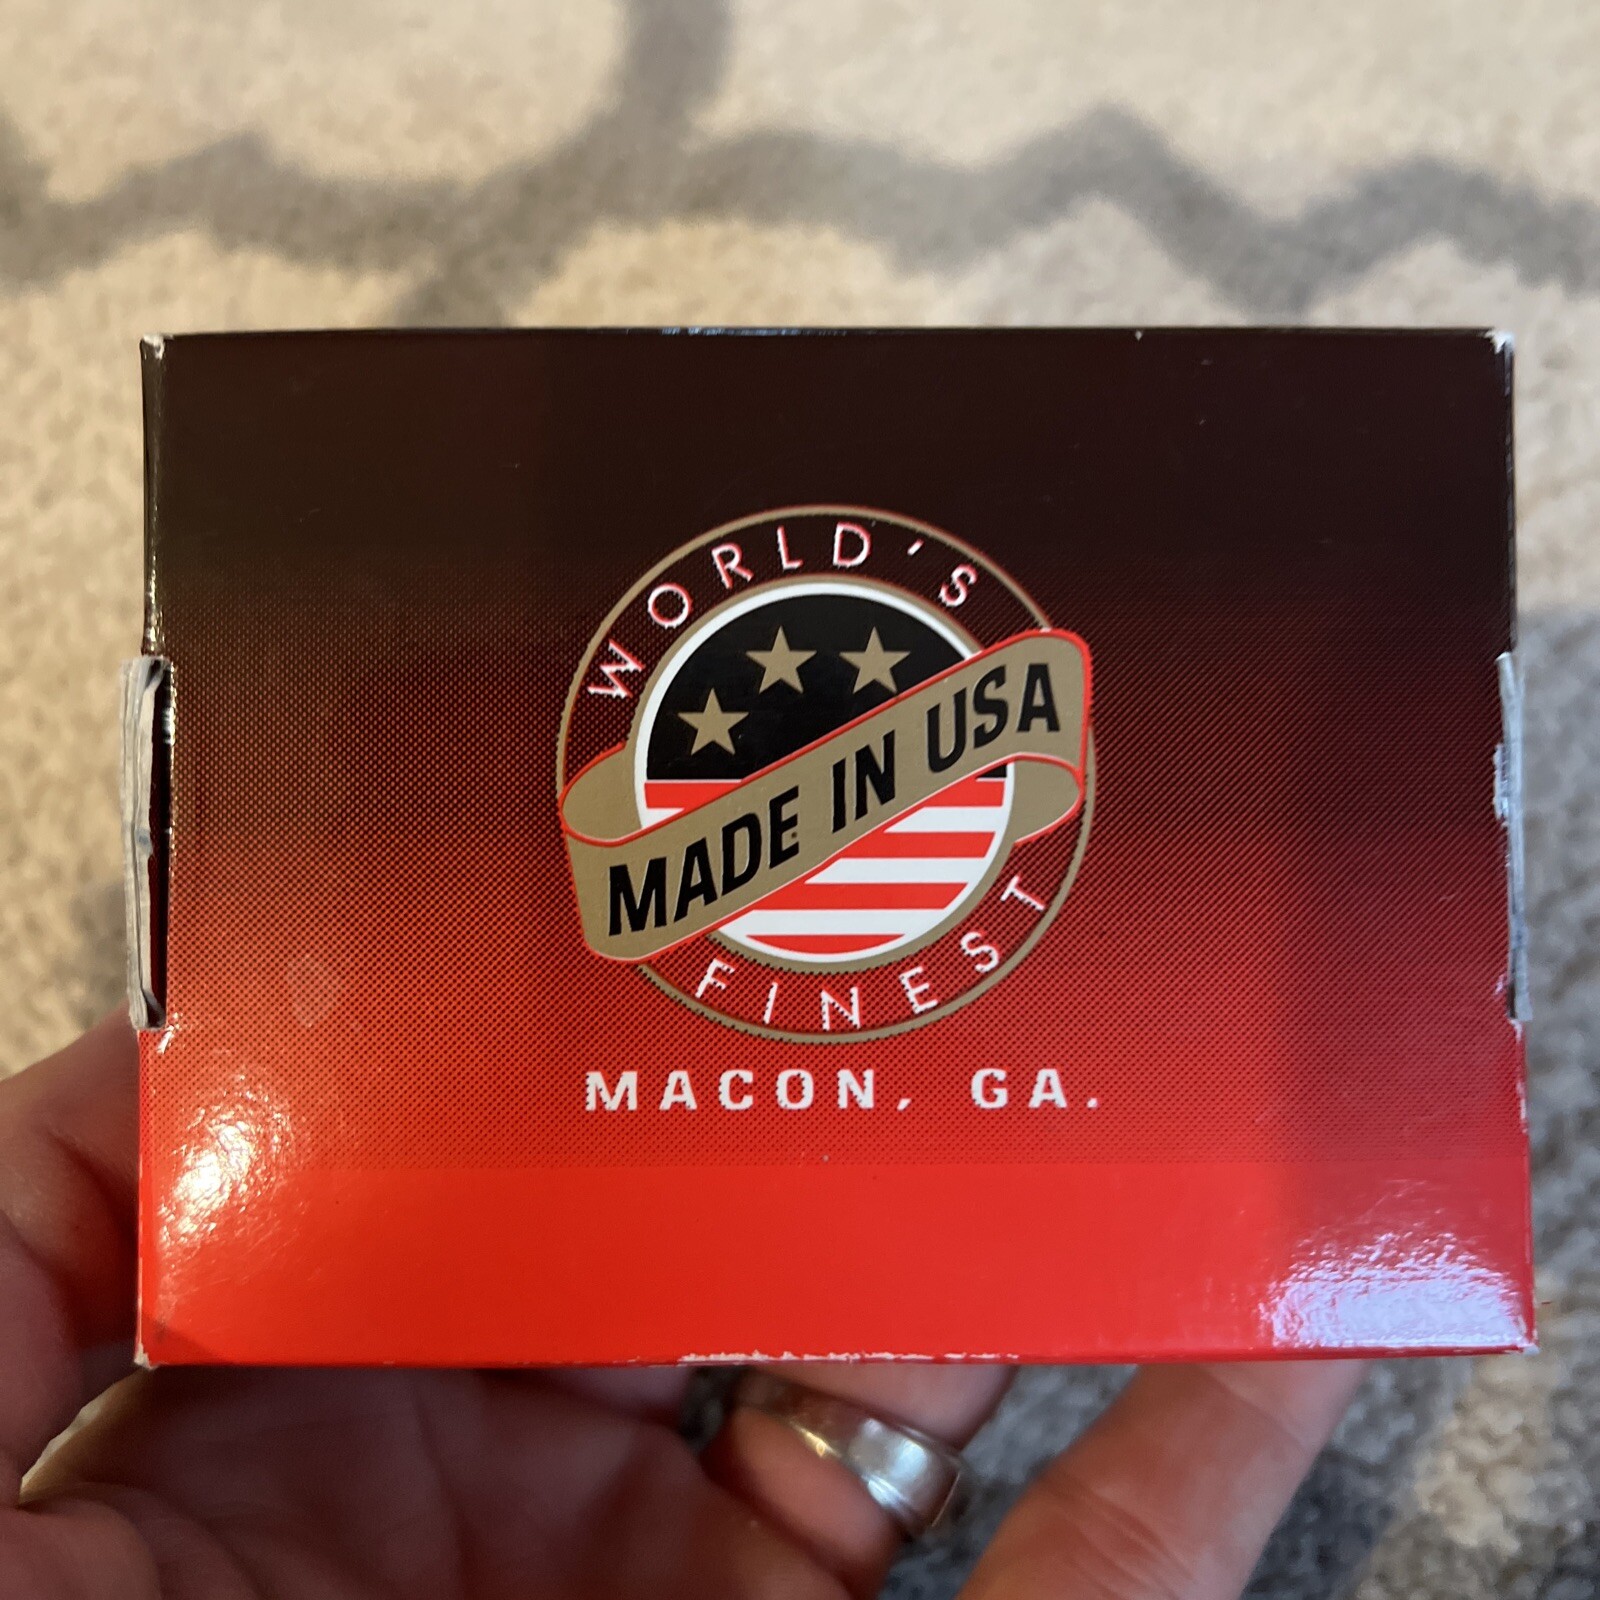 WORLD'S
MADE IN USA
FINEST
MACON, GA.